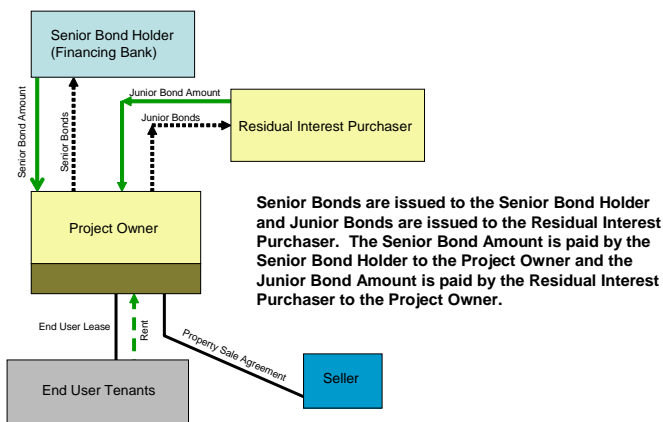 Senior Bond Holder
(Financing Bank)
Senior Bond Amount
Senior Bonds
Junior Bond Amount
Junior Bonds
Residual Interest Purchaser
Project Owner
Senior Bonds are issued to the Senior Bond Holder
and Junior Bonds are issued to the Residual Interest
Purchaser. The Senior Bond Amount is paid by the
Senior Bond Holder to the Project Owner and the
Junior Bond Amount is paid by the Residual Interest
Purchaser to the Project Owner.
End User Lease
Rent
Property Sale Agreement
End User Tenants
Seller